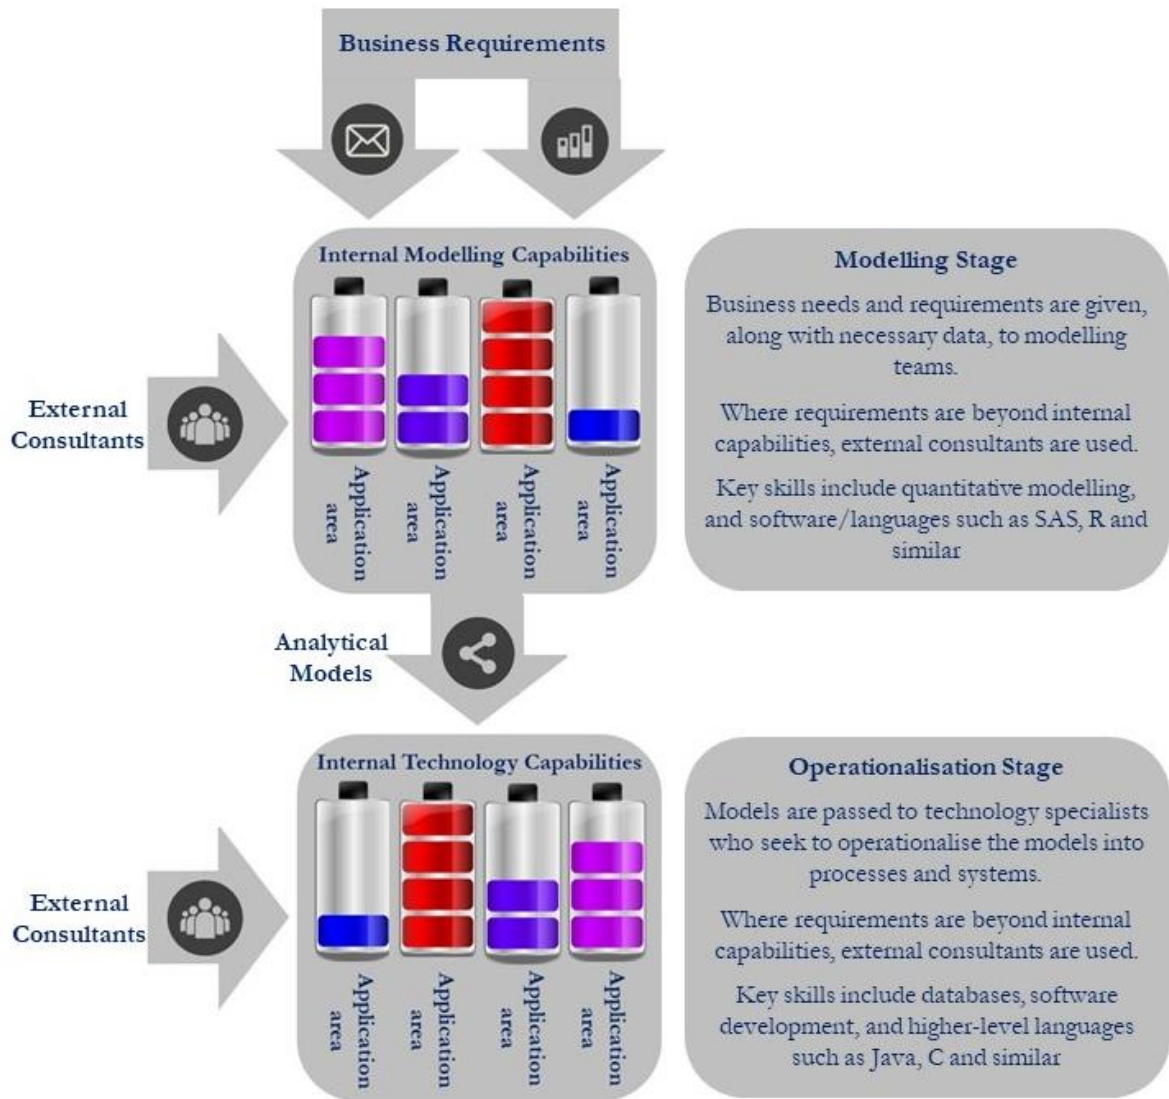 Business Requirements
Internal Modelling Capabilities
Application
area
Application
area
Application
area
Application
area
External
Consultants
Modelling Stage
Business needs and requirements are given,
along with necessary data, to modelling
teams.
Where requirements are beyond internal
capabilities, external consultants are used.
Key skills include quantitative modelling,
and software/languages such as SAS, R and
similar
Analytical
Models
Internal Technology Capabilities
Application
area
Application
area
Application
area
Application
area
External
Consultants
Operationalisation Stage
Models are passed to technology specialists
who seek to operationalise the models into
processes and systems.
Where requirements are beyond internal
capabilities, external consultants are used.
Key skills include databases, software
development, and higher-level languages
such as Java, C and similar